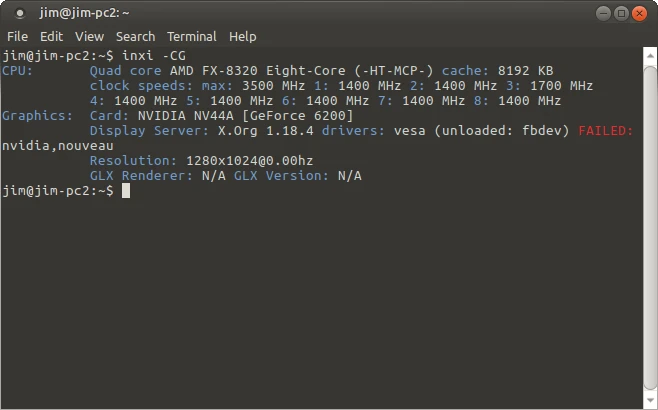 jim@jim-pc2: ~
File Edit View Search Terminal Help
jim@jim-pc2:~$ inxi -CG
CPU:       Quad core AMD FX-8320 Eight-Core (-HT-MCP-) cache: 8192 KB
           clock speeds: max: 3500 MHz 1: 1400 MHz 2: 1400 MHz 3: 1700 MHz
           4: 1400 MHz 5: 1400 MHz 6: 1400 MHz 7: 1400 MHz 8: 1400 MHz
Graphics:  Card: NVIDIA NV44A [GeForce 6200]
           Display Server: X.Org 1.18.4 drivers: vesa (unloaded: fbdev) FAILED:
nvidia,nouveau
           Resolution: 1280x1024@0.00hz
           GLX Renderer: N/A GLX Version: N/A
jim@jim-pc2:~$